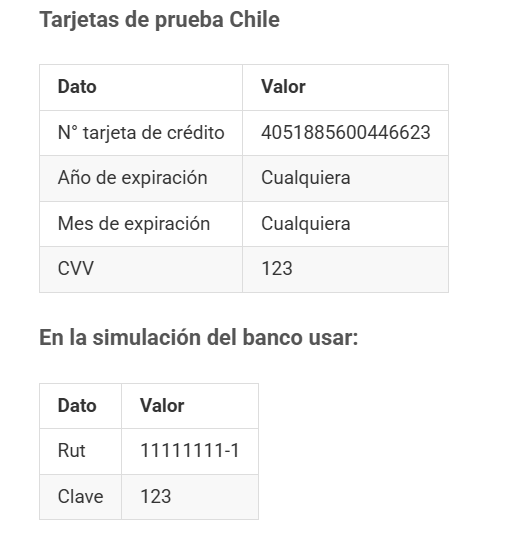 Tarjetas de prueba Chile
Dato Valor
N° tarjeta de crédito 4051885600446623
Año de expiración Cualquiera
Mes de expiración Cualquiera
CVV 123
En la simulación del banco usar:
Dato Valor
Rut 11111111-1
Clave 123